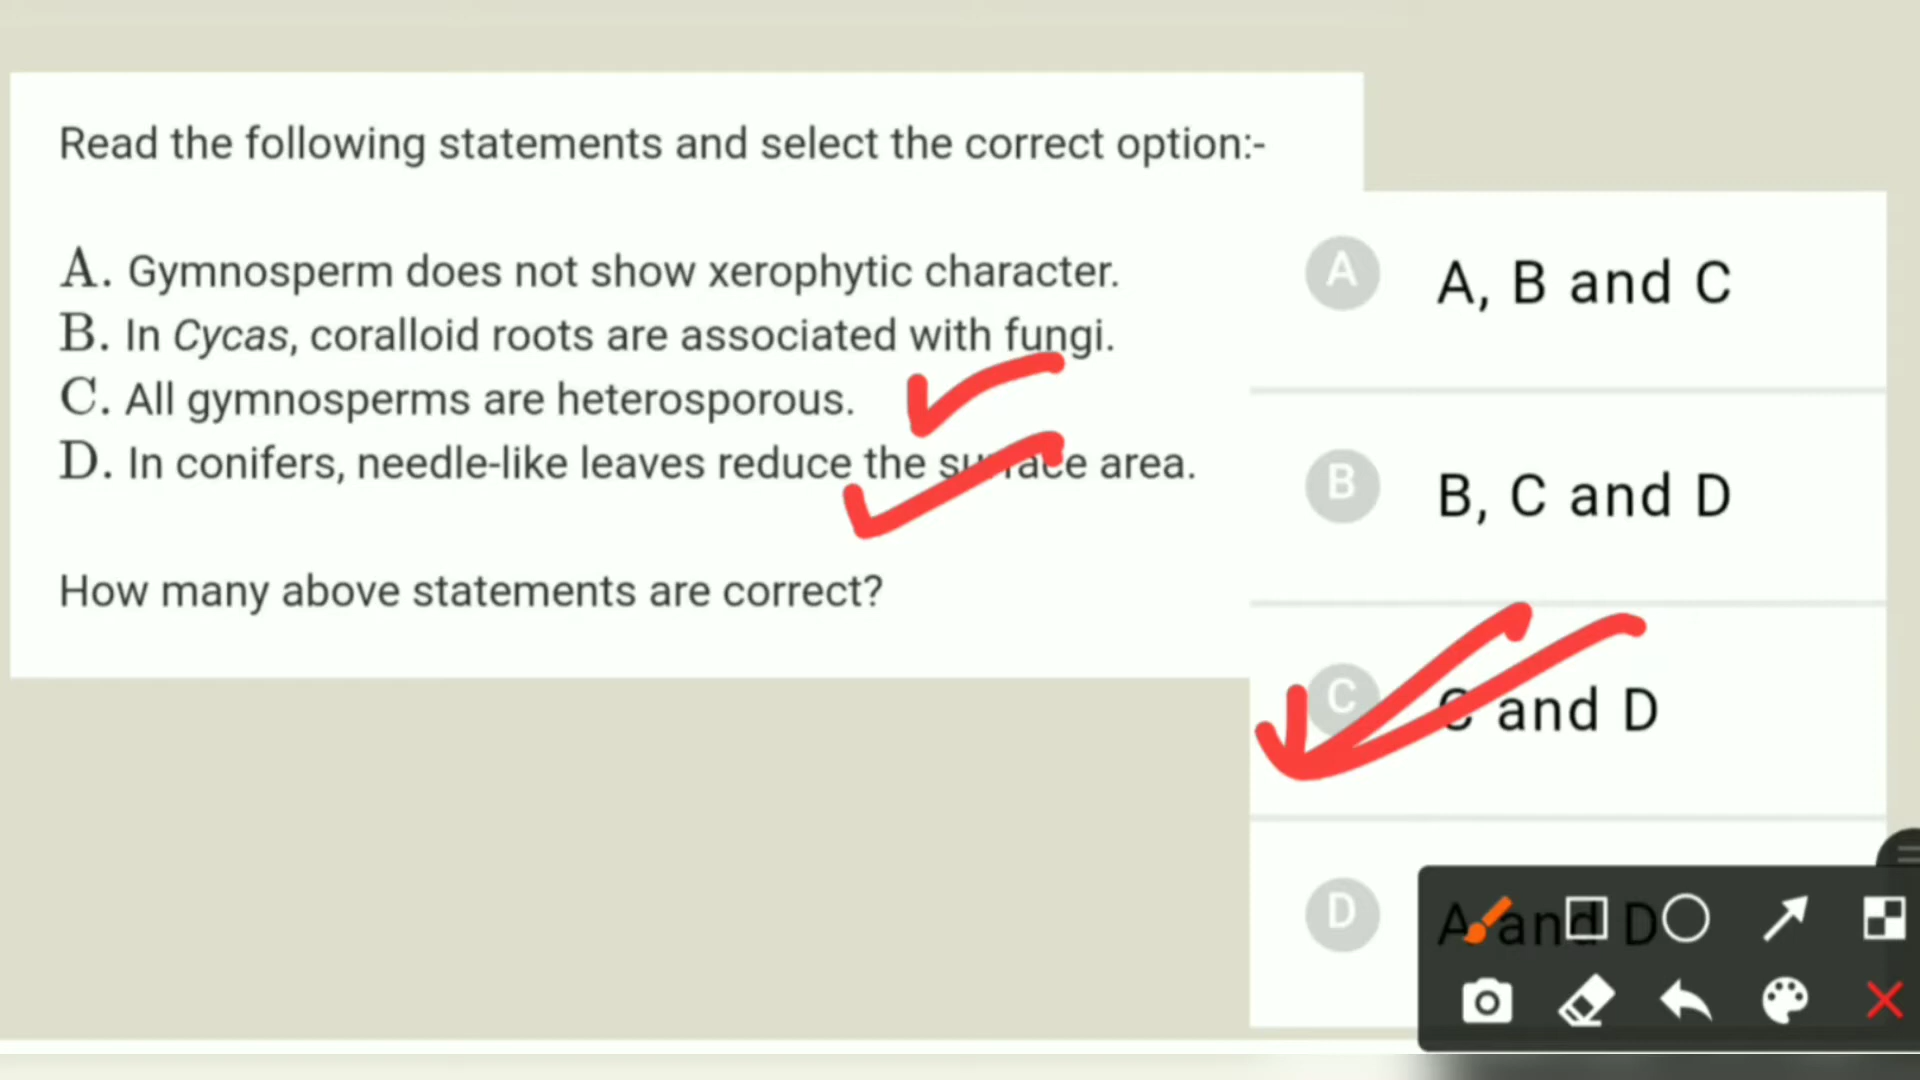 Read the following statements and select the correct option:-
A. Gymnosperm does not show xerophytic character.
B. In Cycas, coralloid roots are associated with fungi.
C. All gymnosperms are heterosporous.
D. In conifers, needle-like leaves reduce the surface area.
How many above statements are correct?
A A, B and C
B B, C and D
C C and D
D A and D